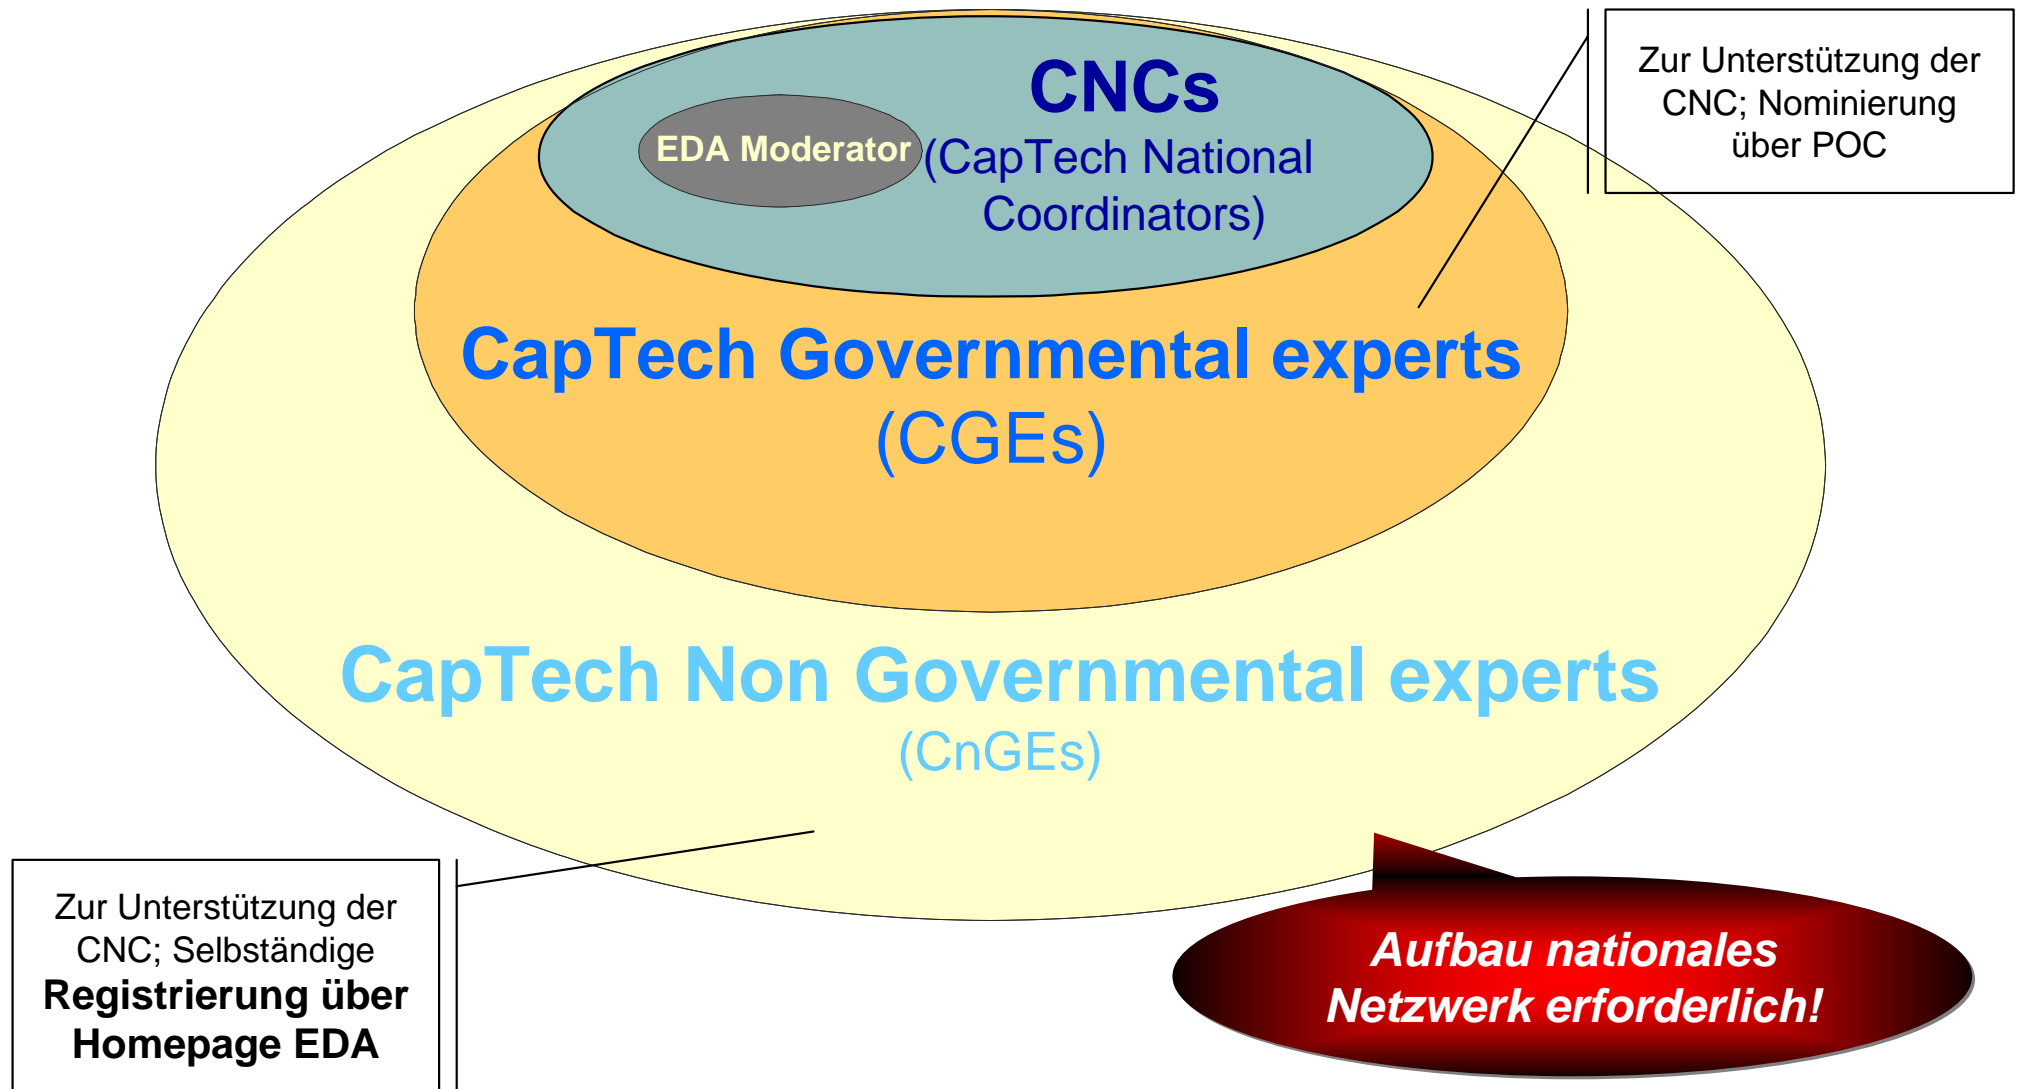 CNCs
(CapTech National
Coordinators)
EDA Moderator
Zur Unterstützung der
CNC; Nominierung
über POC
CapTech Governmental experts
(CGEs)
CapTech Non Governmental experts
(CnGEs)
Zur Unterstützung der
CNC; Selbständige
Registrierung über
Homepage EDA
Aufbau nationales
Netzwerk erforderlich!